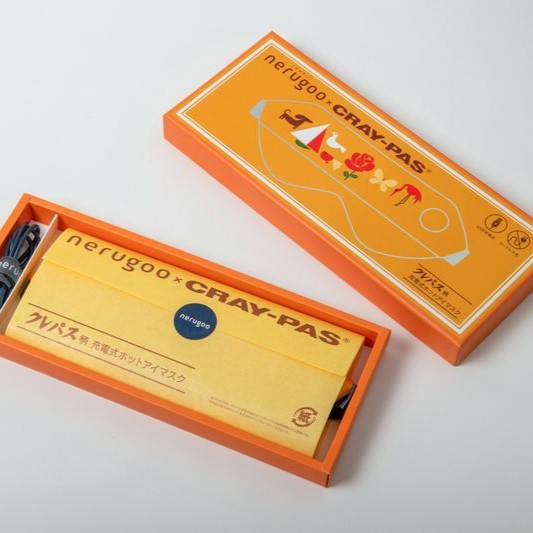 nerugoo × CRAY-PAS®
クレパス柄
充電式ホットアイマスク
neru
nerugoo × CRAY-PAS®
nerugoo
クレパス柄 充電式ホットアイマスク
紙